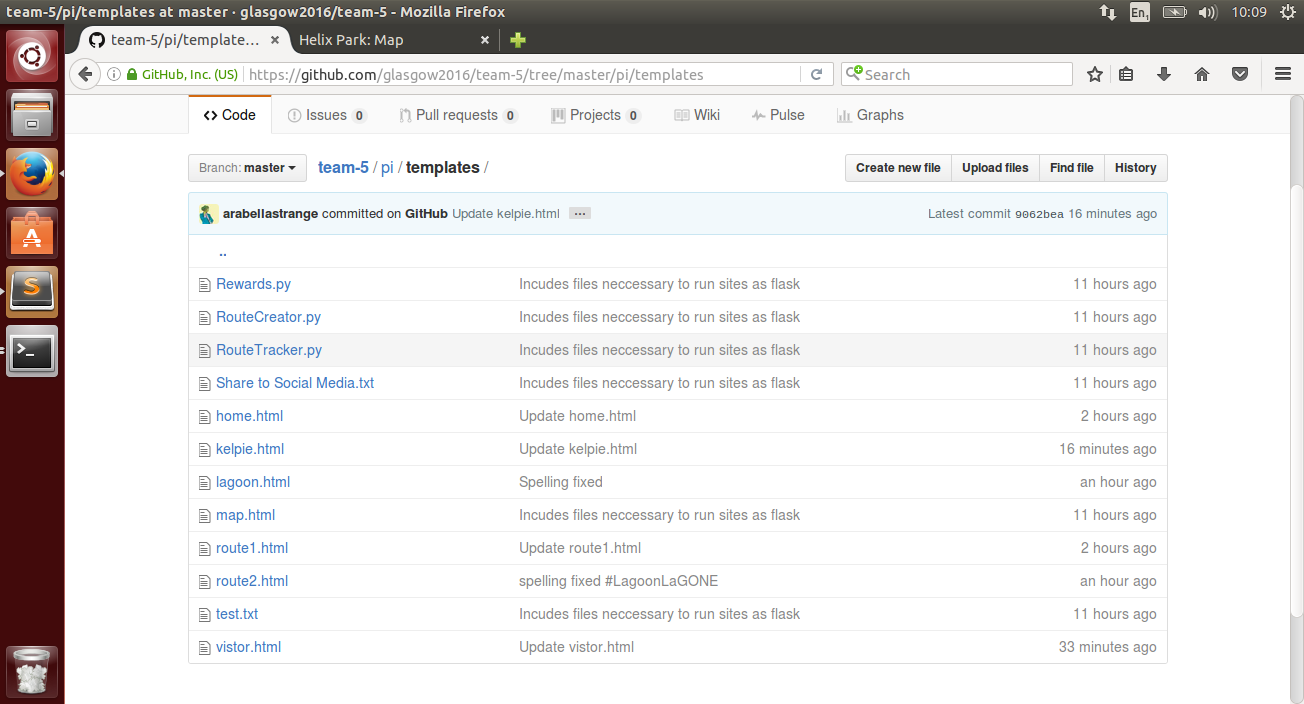 team-5/pi/templates at master · glasgow2016/team-5 - Mozilla Firefox
En1
10:09
team-5/pi/template… ×
Helix Park: Map ×
GitHub, Inc. (US)
https://github.com/glasgow2016/team-5/tree/master/pi/templates
Search
Code
Issues 0
Pull requests 0
Projects 0
Wiki
Pulse
Graphs
Branch: master
team-5 / pi / templates /
Create new file
Upload files
Find file
History
arabellastrange committed on GitHub Update kelpie.html …
Latest commit 9062bea 16 minutes ago
..
Rewards.py Incudes files neccessary to run sites as flask 11 hours ago
RouteCreator.py Incudes files neccessary to run sites as flask 11 hours ago
RouteTracker.py Incudes files neccessary to run sites as flask 11 hours ago
Share to Social Media.txt Incudes files neccessary to run sites as flask 11 hours ago
home.html Update home.html 2 hours ago
kelpie.html Update kelpie.html 16 minutes ago
lagoon.html Spelling fixed an hour ago
map.html Incudes files neccessary to run sites as flask 11 hours ago
route1.html Update route1.html 2 hours ago
route2.html spelling fixed #LagoonLaGONE an hour ago
test.txt Incudes files neccessary to run sites as flask 11 hours ago
vistor.html Update vistor.html 33 minutes ago